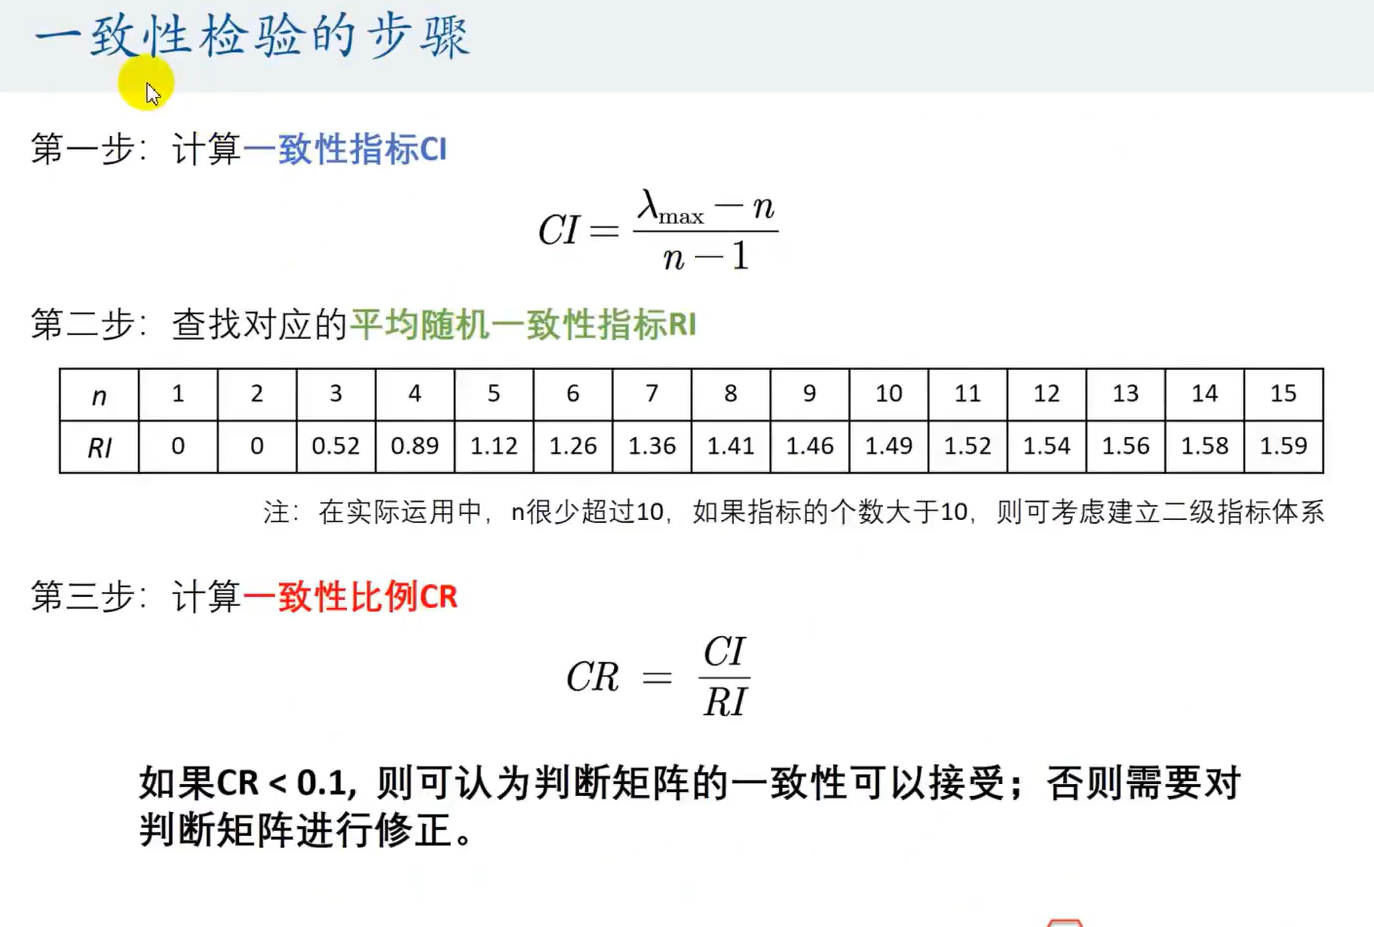 一致性检验的步骤
第一步：计算一致性指标CI
CI = \frac{λ_{max} - n}{n - 1}
第二步：查找对应的平均随机一致性指标RI
n 1 2 3 4 5 6 7 8 9 10 11 12 13 14 15
RI 0 0 0.52 0.89 1.12 1.26 1.36 1.41 1.46 1.49 1.52 1.54 1.56 1.58 1.59
注：在实际运用中，n很少超过10，如果指标的个数大于10，则可考虑建立二级指标体系
第三步：计算一致性比例CR
CR = \frac{CI}{RI}
如果CR < 0.1, 则可认为判断矩阵的一致性可以接受；否则需要对
判断矩阵进行修正。